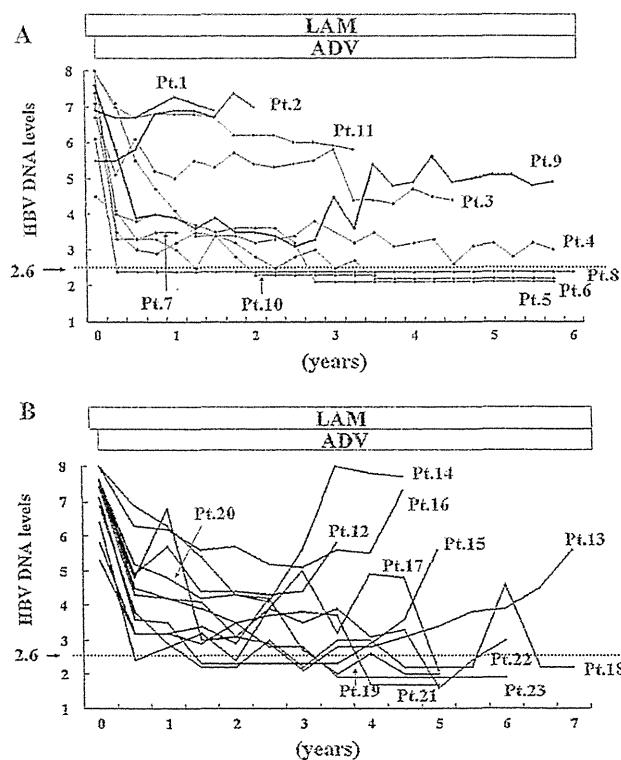 A
LAM
ADV
HBV DNA levels
8
7
6
5
4
3
2.6
2
1
Pt.1
Pt.2
Pt.11
Pt.9
Pt.3
Pt.4
Pt.8
Pt.6
Pt.5
Pt.7
Pt.10
0 1 2 3 4 5 6
(years)
B
LAM
ADV
HBV DNA levels
8
7
6
5
4
3
2.6
2
1
Pt.14
Pt.16
Pt.20
Pt.12
Pt.17
Pt.15
Pt.13
Pt.22
Pt.18
Pt.19
Pt.21
Pt.23
0 1 2 3 4 5 6 7
(years)